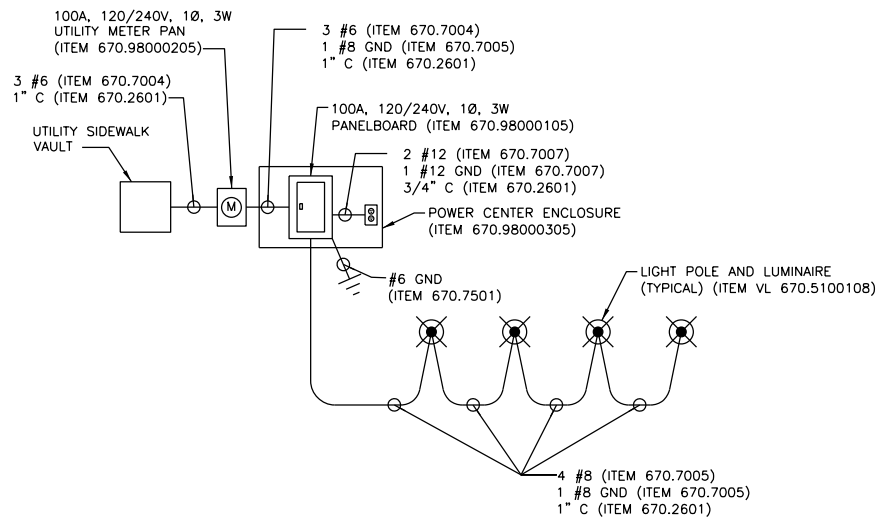 100A, 120/240V, 1Ø, 3W
UTILITY METER PAN
(ITEM 670.98000205)
3 #6 (ITEM 670.7004)
1 #8 GND (ITEM 670.7005)
1" C (ITEM 670.2601)
3 #6 (ITEM 670.7004)
1" C (ITEM 670.2601)
100A, 120/240V, 1Ø, 3W
PANELBOARD (ITEM 670.98000105)
UTILITY SIDEWALK
VAULT
2 #12 (ITEM 670.7007)
1 #12 GND (ITEM 670.7007)
3/4" C (ITEM 670.2601)
M
POWER CENTER ENCLOSURE
(ITEM 670.98000305)
#6 GND
(ITEM 670.7501)
LIGHT POLE AND LUMINAIRE
(TYPICAL) (ITEM VL 670.5100108)
4 #8 (ITEM 670.7005)
1 #8 GND (ITEM 670.7005)
1" C (ITEM 670.2601)